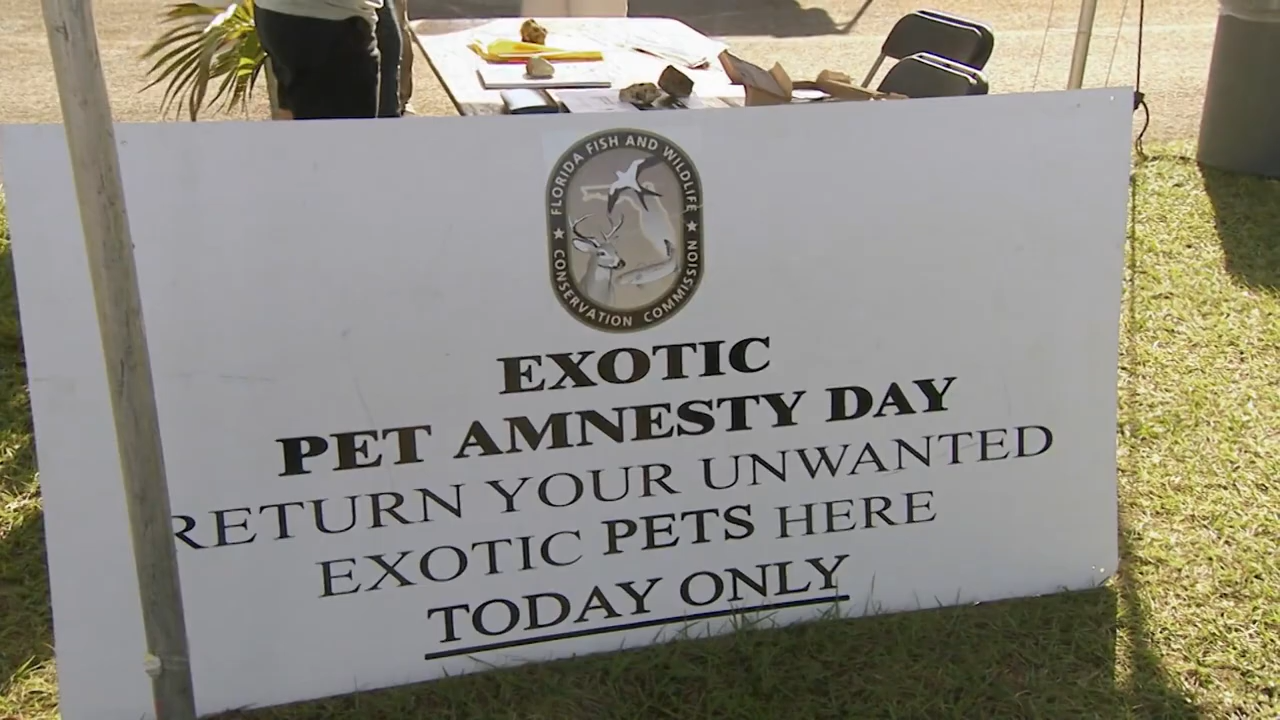 FLORIDA FISH AND WILDLIFE
CONSERVATION COMMISSION
EXOTIC
PET AMNESTY DAY
RETURN YOUR UNWANTED
EXOTIC PETS HERE
TODAY ONLY